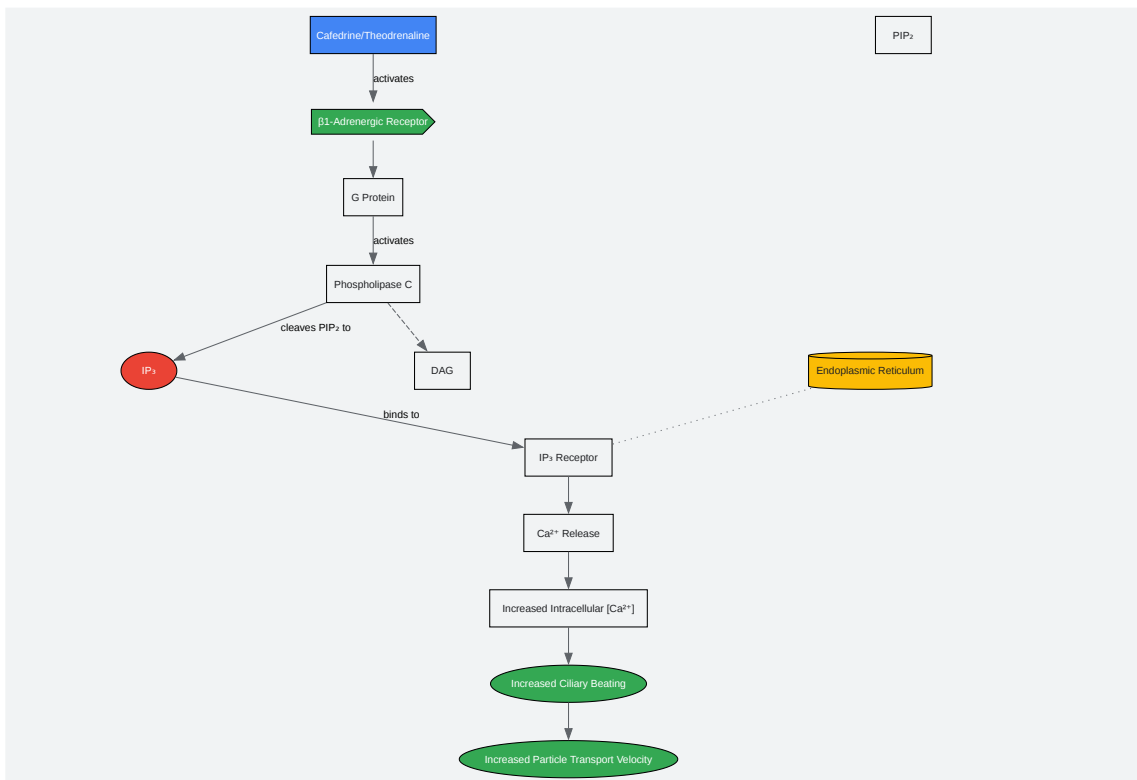 Cafedrine/Theodrenaline
PIP₂
activates
β1-Adrenergic Receptor
G Protein
activates
Phospholipase C
cleaves PIP₂ to
IP₃
DAG
Endoplasmic Reticulum
binds to
IP₃ Receptor
Ca²⁺ Release
Increased Intracellular [Ca²⁺]
Increased Ciliary Beating
Increased Particle Transport Velocity